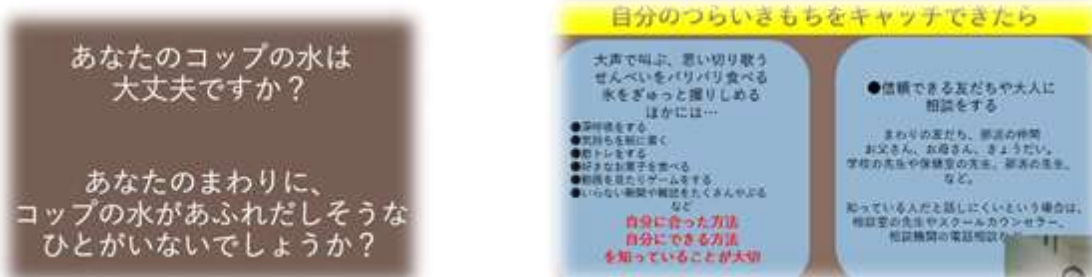 あなたのコップの水は
大丈夫ですか？
あなたのまわりに、
コップの水があふれだしそうな
ひとがいないでしょうか？
自分のつらいきもちをキャッチできたら
大声で叫ぶ、思い切り歌う
せんべいをバリバリ食べる
氷をぎゅっと握りしめる
ほかには…
●深呼吸をする
●気持ちを紙に書く
●筋トレをする
●好きなお菓子を食べる
●動画を見たりゲームをする
●いらない新聞や雑誌をたくさんやぶる
など
自分に合った方法
自分にできる方法
を知っていることが大切
●信頼できる友だちや大人に
相談をする
まわりの友だち、部活の仲間
お父さん、お母さん、きょうだい。
学校の先生や保健室の先生、部活の先生、
など。
知っている人だと話しにくいという場合は、
相談室の先生やスクールカウンセラー、
相談機関の電話相談など